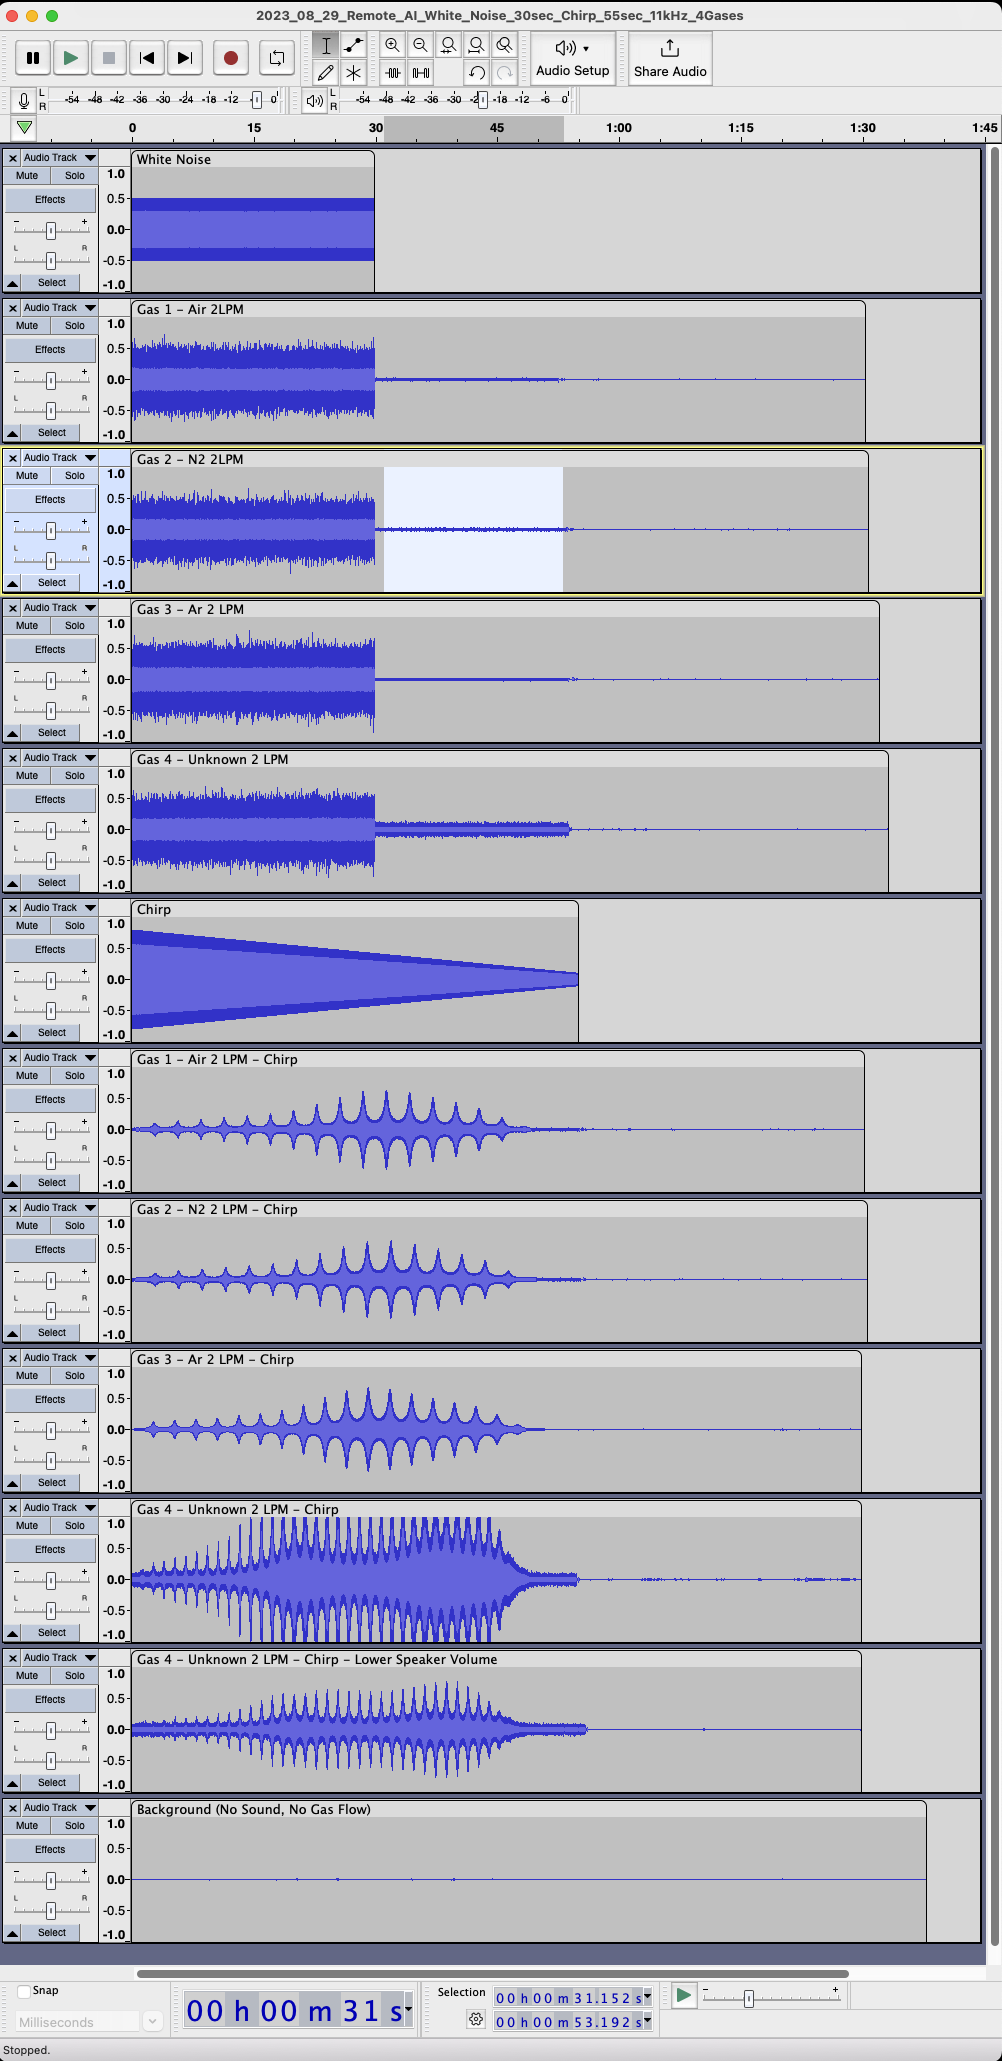 2023_08_29_Remote_AI_White_Noise_30sec_Chirp_55sec_11kHz_4Gases
Audio Setup
Share Audio
L
R
-54 -48 -42 -36 -30 -24 -18 -12 -6 0
L
R
-54 -48 -42 -36 -30 -24 -18 -12 -6 0
0 15 30 45 1:00 1:15 1:30 1:45
Audio Track
White Noise
Mute Solo
Effects
- +
L R
Select
1.0
0.5
0.0
-0.5
-1.0
Audio Track
Gas 1 - Air 2LPM
Mute Solo
Effects
- +
L R
Select
1.0
0.5
0.0
-0.5
-1.0
Audio Track
Gas 2 - N2 2LPM
Mute Solo
Effects
- +
L R
Select
1.0
0.5
0.0
-0.5
-1.0
Audio Track
Gas 3 - Ar 2 LPM
Mute Solo
Effects
- +
L R
Select
1.0
0.5
0.0
-0.5
-1.0
Audio Track
Gas 4 - Unknown 2 LPM
Mute Solo
Effects
- +
L R
Select
1.0
0.5
0.0
-0.5
-1.0
Audio Track
Chirp
Mute Solo
Effects
- +
L R
Select
1.0
0.5
0.0
-0.5
-1.0
Audio Track
Gas 1 - Air 2 LPM - Chirp
Mute Solo
Effects
- +
L R
Select
1.0
0.5
0.0
-0.5
-1.0
Audio Track
Gas 2 - N2 2 LPM - Chirp
Mute Solo
Effects
- +
L R
Select
1.0
0.5
0.0
-0.5
-1.0
Audio Track
Gas 3 - Ar 2 LPM - Chirp
Mute Solo
Effects
- +
L R
Select
1.0
0.5
0.0
-0.5
-1.0
Audio Track
Gas 4 - Unknown 2 LPM - Chirp
Mute Solo
Effects
- +
L R
Select
1.0
0.5
0.0
-0.5
-1.0
Audio Track
Gas 4 - Unknown 2 LPM - Chirp - Lower Speaker Volume
Mute Solo
Effects
- +
L R
Select
1.0
0.5
0.0
-0.5
-1.0
Audio Track
Background (No Sound, No Gas Flow)
Mute Solo
Effects
- +
L R
Select
1.0
0.5
0.0
-0.5
-1.0
Snap
Milliseconds
00 h 00 m 31 s
Selection
00 h 00 m 31.152 s
00 h 00 m 53.192 s
- +
Stopped.